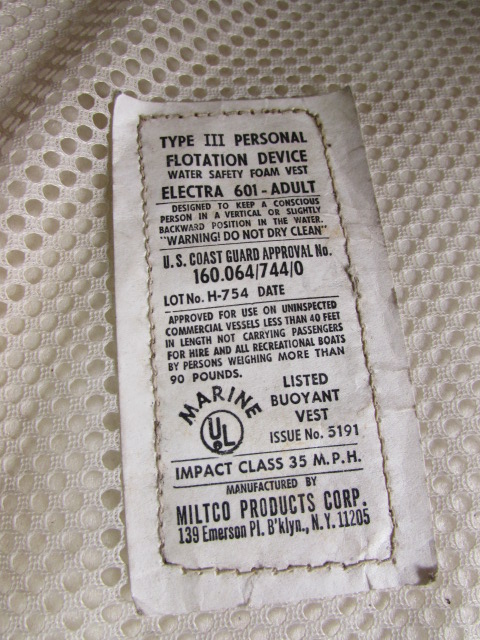 TYPE III PERSONAL
FLOTATION DEVICE
WATER SAFETY FOAM VEST
ELECTRA 601-ADULT
DESIGNED TO KEEP A CONSCIOUS
PERSON IN A VERTICAL OR SLIGHTLY
BACKWARD POSITION IN THE WATER.
"WARNING! DO NOT DRY CLEAN"
U.S. COAST GUARD APPROVAL No.
160.064/744/0
LOT No. H-754 DATE
APPROVED FOR USE ON UNINSPECTED
COMMERCIAL VESSELS LESS THAN 40 FEET
IN LENGTH NOT CARRYING PASSENGERS
FOR HIRE AND ALL RECREATIONAL BOATS
BY PERSONS WEIGHING MORE THAN
90 POUNDS.
MARINE
UL
LISTED
BUOYANT
VEST
ISSUE No. 5191
IMPACT CLASS 35 M.P.H.
MANUFACTURED BY
MILTCO PRODUCTS CORP.
139 Emerson Pl. B'klyn., N.Y. 11205